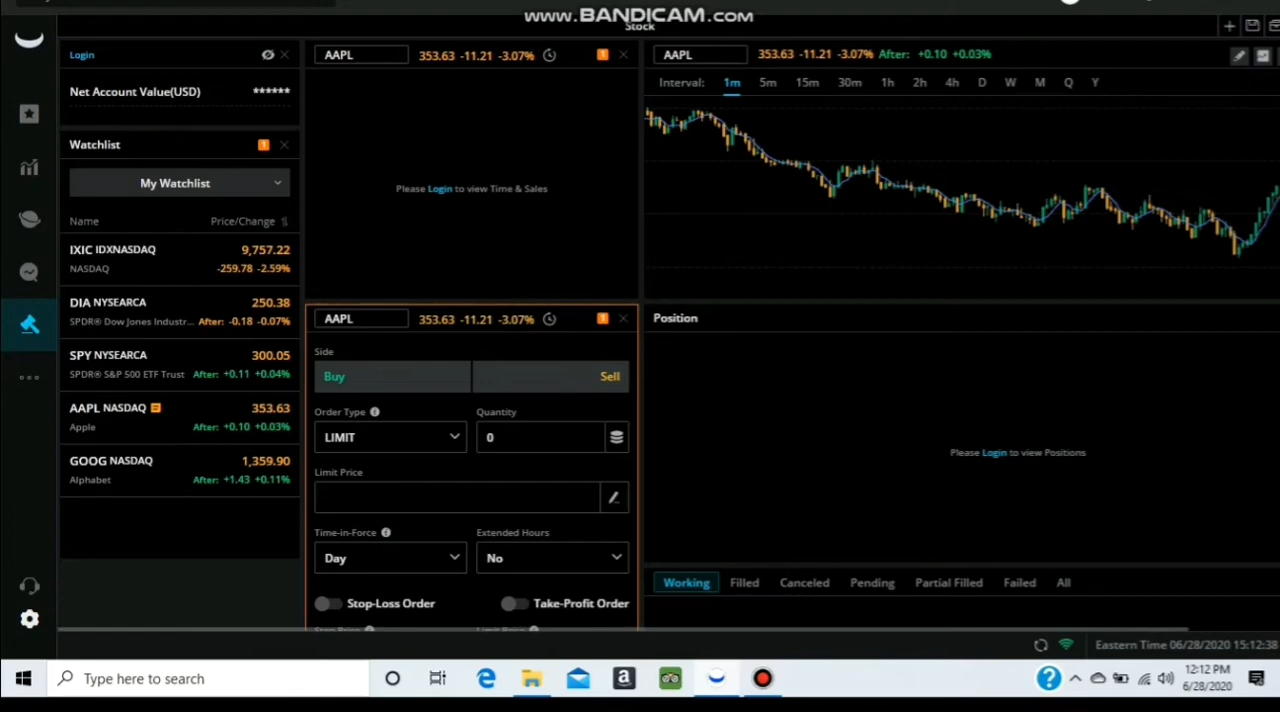 www.BANDICAM.com
Stock
Login
Net Account Value(USD) ******
Watchlist 1
My Watchlist
Name Price/Change
IXIC IDXNASDAQ 9,757.22
NASDAQ -259.78 -2.59%
DIA NYSEARCA 250.38
SPDR® Dow Jones Industr... After: -0.18 -0.07%
SPY NYSEARCA 300.05
SPDR® S&P 500 ETF Trust After: +0.11 +0.04%
AAPL NASDAQ 353.63
Apple After: +0.10 +0.03%
GOOG NASDAQ 1,359.90
Alphabet After: +1.43 +0.11%
AAPL 353.63 -11.21 -3.07% 1
Please Login to view Time & Sales
AAPL 353.63 -11.21 -3.07% 1
Side
Buy Sell
Order Type Quantity
LIMIT 0
Limit Price
Time-in-Force Extended Hours
Day No
Stop-Loss Order Take-Profit Order
AAPL 353.63 -11.21 -3.07% After: +0.10 +0.03%
Interval: 1m 5m 15m 30m 1h 2h 4h D W M Q Y
Position
Please Login to view Positions
Working Filled Canceled Pending Partial Filled Failed All
Eastern Time 06/28/2020 15:12:38
Type here to search
12:12 PM
6/28/2020